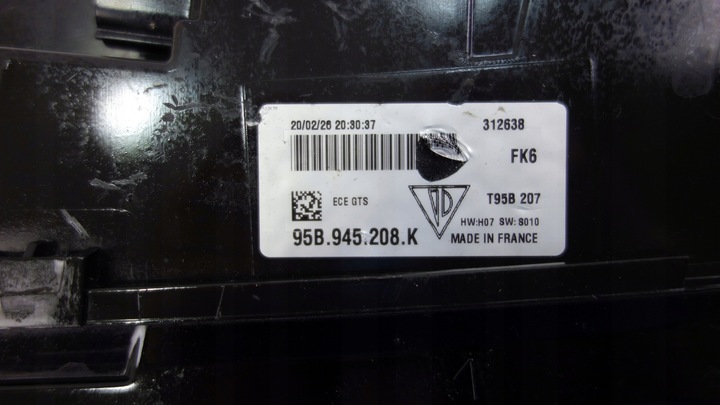 20/02/26 20:30:37
312638
FK6
ECE GTS
T95B 207
HW:H07 SW: S010
95B.945.208.K
MADE IN FRANCE